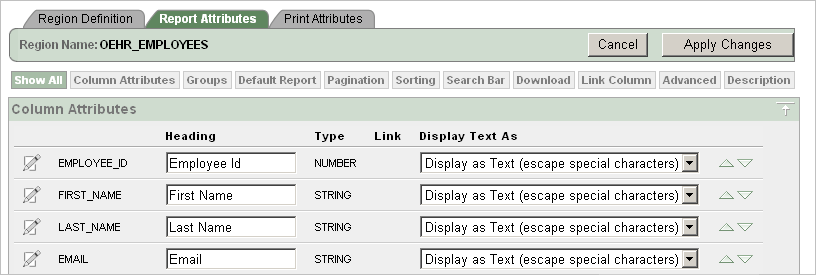 Region Definition Report Attributes Print Attributes
Region Name: OEHR_EMPLOYEES Cancel Apply Changes
Show All Column Attributes Groups Default Report Pagination Sorting Search Bar Download Link Column Advanced Description
Column Attributes
Heading Type Link Display Text As
EMPLOYEE_ID Employee Id NUMBER Display as Text (escape special characters)
FIRST_NAME First Name STRING Display as Text (escape special characters)
LAST_NAME Last Name STRING Display as Text (escape special characters)
EMAIL Email STRING Display as Text (escape special characters)